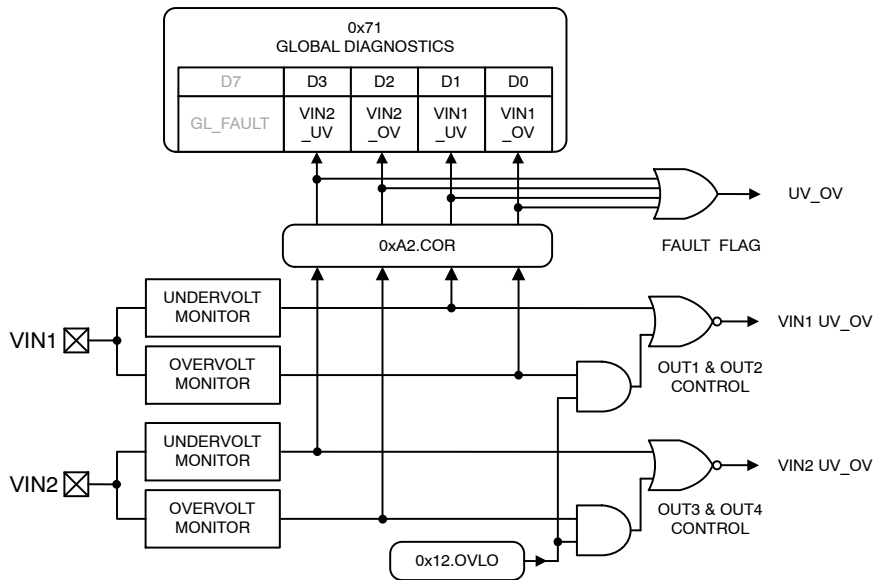 0x71
GLOBAL DIAGNOSTICS
D7 D3 D2 D1 D0
GL_FAULT VIN2 VIN2 VIN1 VIN1
_UV _OV _UV _OV
UV_OV
0xA2.COR
FAULT FLAG
UNDERVOLT
MONITOR
VIN1
VIN1 UV_OV
OVERVOLT
MONITOR
OUT1 & OUT2
CONTROL
UNDERVOLT
MONITOR
VIN2
VIN2 UV_OV
OVERVOLT
MONITOR
OUT3 & OUT4
CONTROL
0x12.OVLO